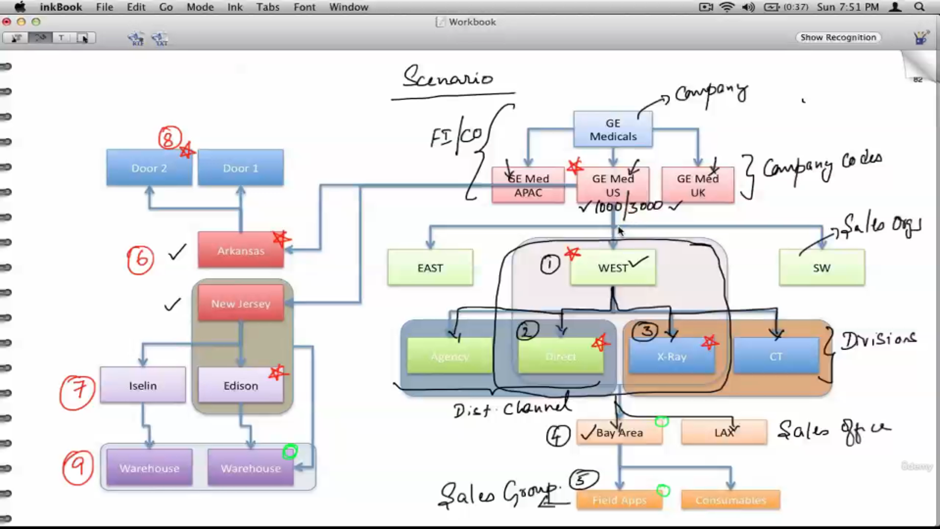 inkBook File Edit Go Mode Ink Tabs Font Window
(0:37) Sun 7:51 PM
Workbook
T
Show Recognition
82
Scenario
Company
GE
Medicals
FI/CO
8
Door 2
Door 1
GE Med
APAC
GE Med
US
GE Med
UK
Company Codes
1000/3000
Sales Orgs
6
Arkansas
EAST
1
WEST
SW
New Jersey
2
3
Agency
Direct
X-Ray
CT
Divisions
7
Iselin
Edison
Dist. Channel
4
Bay Area
LAX
Sales Office
9
Warehouse
Warehouse
Sales Group.
5
Field Apps
Consumables
Udemy